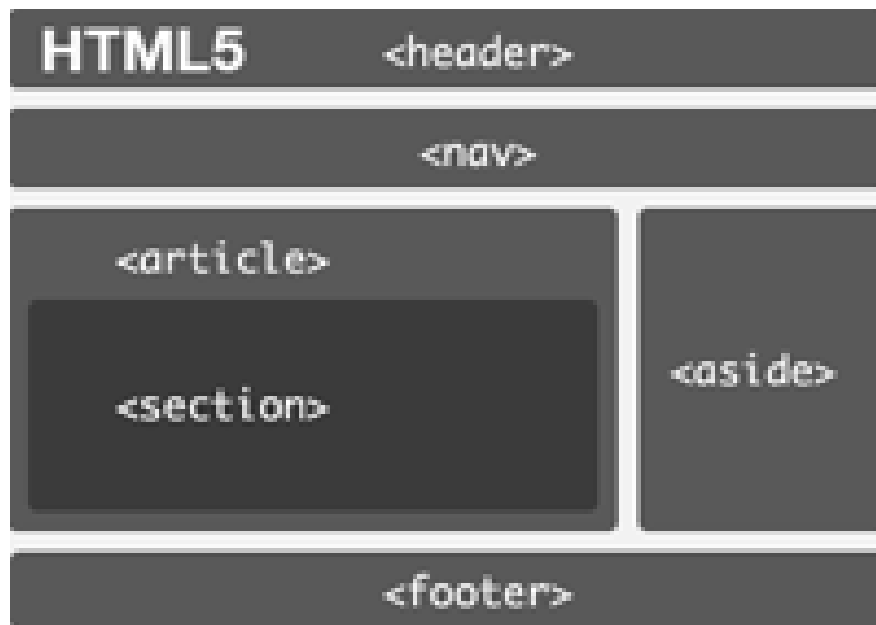 HTML5 <header>
<nav>
<article>
<section>
<aside>
<footer>